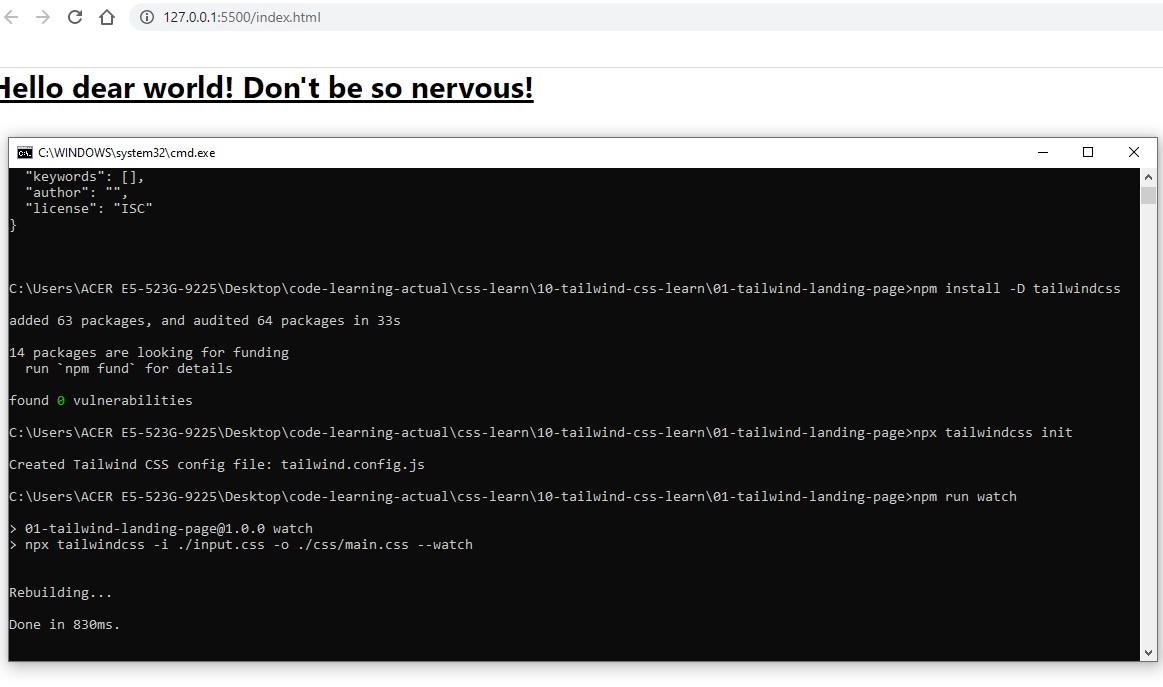 127.0.0.1:5500/index.html
Hello dear world! Don't be so nervous!
C:\WINDOWS\system32\cmd.exe
"keywords": [],
"author": "",
"license": "ISC"
}
C:\Users\ACER E5-523G-9225\Desktop\code-learning-actual\css-learn\10-tailwind-css-learn\01-tailwind-landing-page>npm install -D tailwindcss
added 63 packages, and audited 64 packages in 33s
14 packages are looking for funding
run `npm fund` for details
found 0 vulnerabilities
C:\Users\ACER E5-523G-9225\Desktop\code-learning-actual\css-learn\10-tailwind-css-learn\01-tailwind-landing-page>npx tailwindcss init
Created Tailwind CSS config file: tailwind.config.js
C:\Users\ACER E5-523G-9225\Desktop\code-learning-actual\css-learn\10-tailwind-css-learn\01-tailwind-landing-page>npm run watch
> 01-tailwind-landing-page@1.0.0 watch
> npx tailwindcss -i ./input.css -o ./css/main.css --watch
Rebuilding...
Done in 830ms.